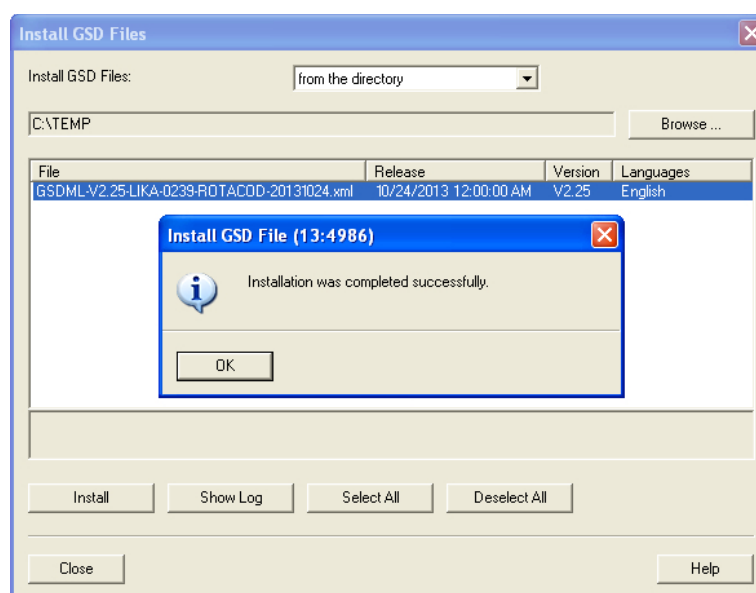 Install GSD Files
Install GSD Files: from the directory
C:\TEMP Browse ...
File Release Version Languages
GSDML-V2.25-LIKA-0239-ROTACOD-20131024.xml 10/24/2013 12:00:00 AM V2.25 English
Install GSD File (13:4986)
Installation was completed successfully.
OK
Install Show Log Select All Deselect All
Close Help